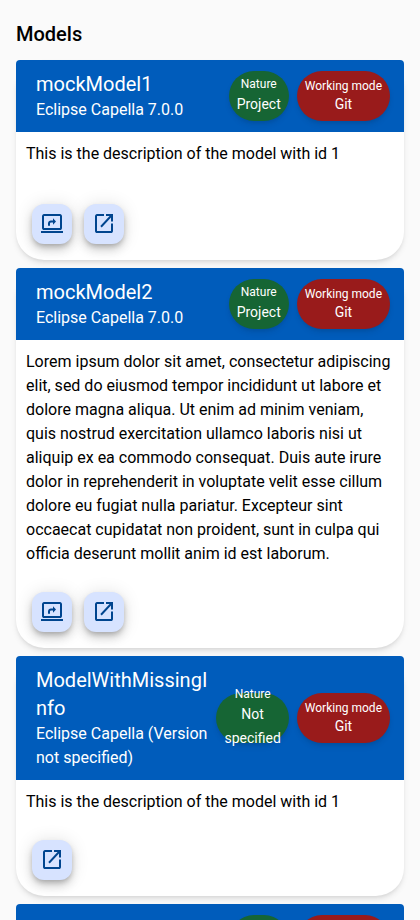 Models
mockModel1
Eclipse Capella 7.0.0
Nature
Project
Working mode
Git
This is the description of the model with id 1
mockModel2
Eclipse Capella 7.0.0
Nature
Project
Working mode
Git
Lorem ipsum dolor sit amet, consectetur adipiscing
elit, sed do eiusmod tempor incididunt ut labore et
dolore magna aliqua. Ut enim ad minim veniam,
quis nostrud exercitation ullamco laboris nisi ut
aliquip ex ea commodo consequat. Duis aute irure
dolor in reprehenderit in voluptate velit esse cillum
dolore eu fugiat nulla pariatur. Excepteur sint
occaecat cupidatat non proident, sunt in culpa qui
officia deserunt mollit anim id est laborum.
ModelWithMissingI
nfo
Eclipse Capella (Version
not specified)
Nature
Not
specified
Working mode
Git
This is the description of the model with id 1